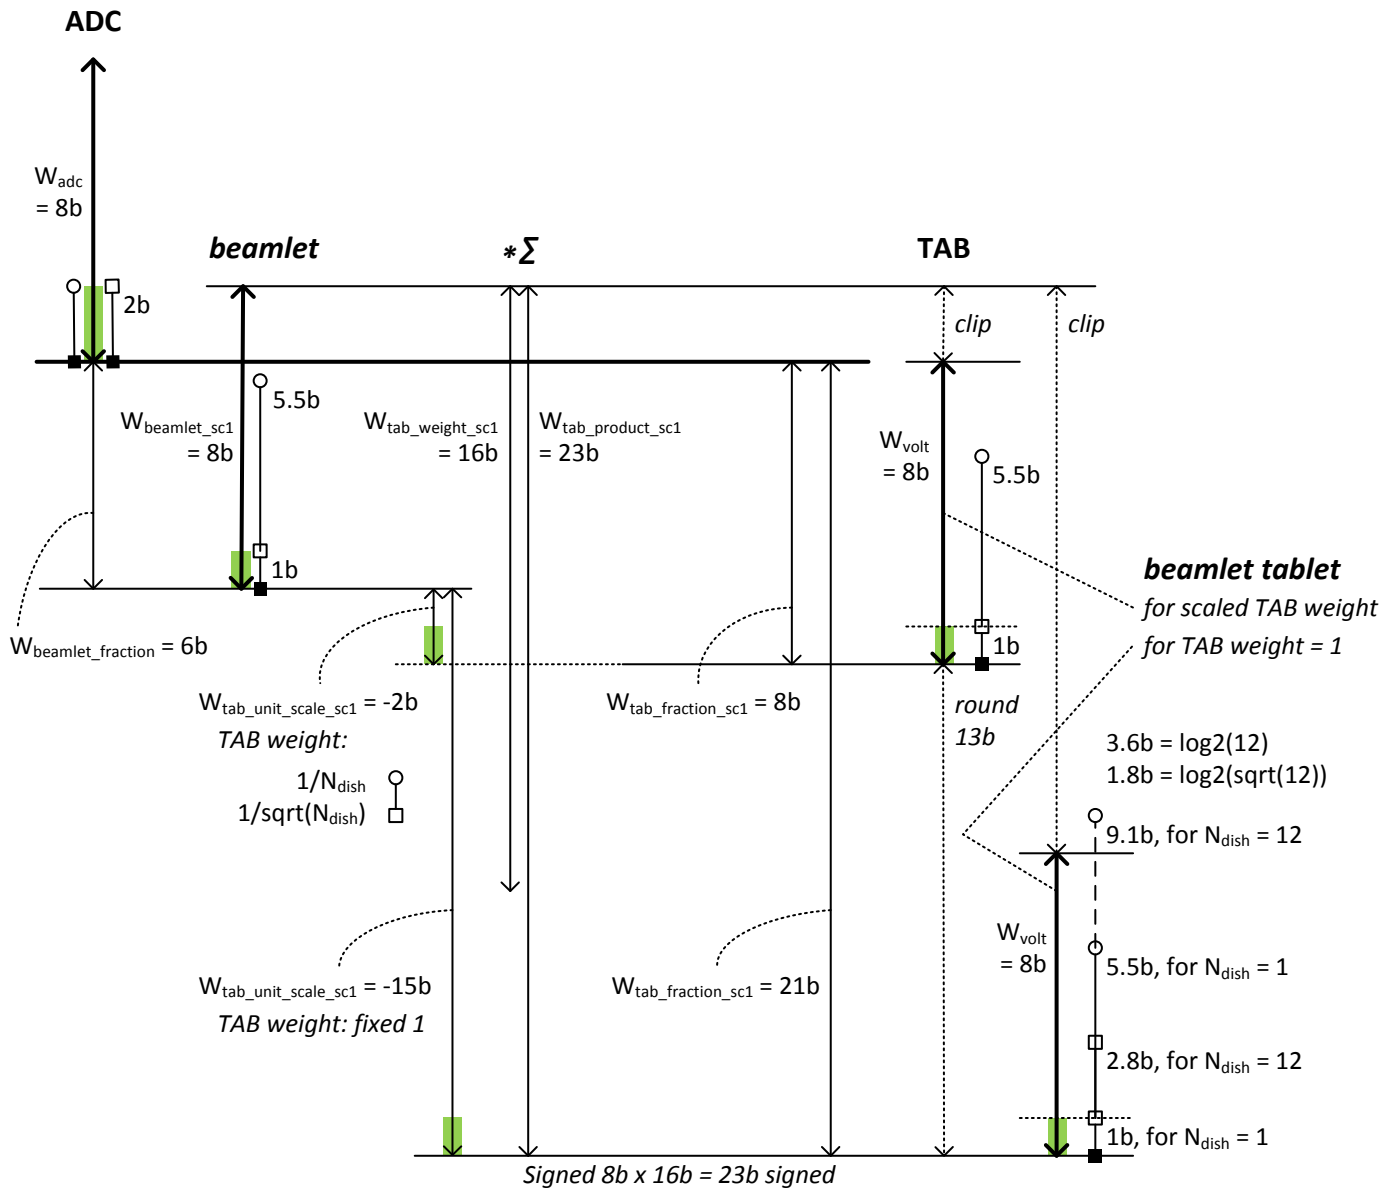 ADC
W_adc
= 8b
2b
beamlet
*Σ
TAB
clip
clip
5.5b
W_beamlet_sc1
= 8b
W_tab_weight_sc1
= 16b
W_tab_product_sc1
= 23b
W_volt
= 8b
5.5b
1b
beamlet tablet
for scaled TAB weight
for TAB weight = 1
W_beamlet_fraction = 6b
1b
W_tab_unit_scale_sc1 = -2b
TAB weight:
1/N_dish
1/sqrt(N_dish)
W_tab_fraction_sc1 = 8b
round
13b
3.6b = log2(12)
1.8b = log2(sqrt(12))
9.1b, for N_dish = 12
W_volt
= 8b
5.5b, for N_dish = 1
W_tab_unit_scale_sc1 = -15b
TAB weight: fixed 1
W_tab_fraction_sc1 = 21b
2.8b, for N_dish = 12
1b, for N_dish = 1
Signed 8b x 16b = 23b signed